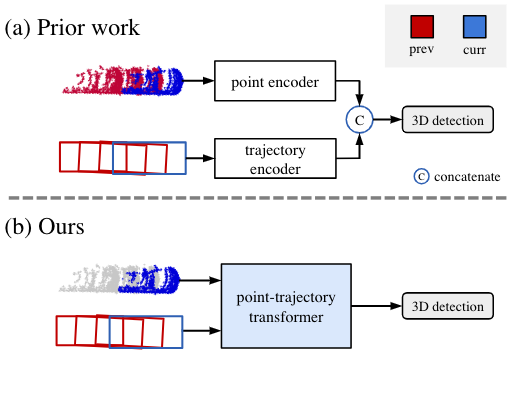 (a) Prior work
prev
curr
point encoder
C
3D detection
trajectory
encoder
C concatenate
(b) Ours
point-trajectory
transformer
3D detection